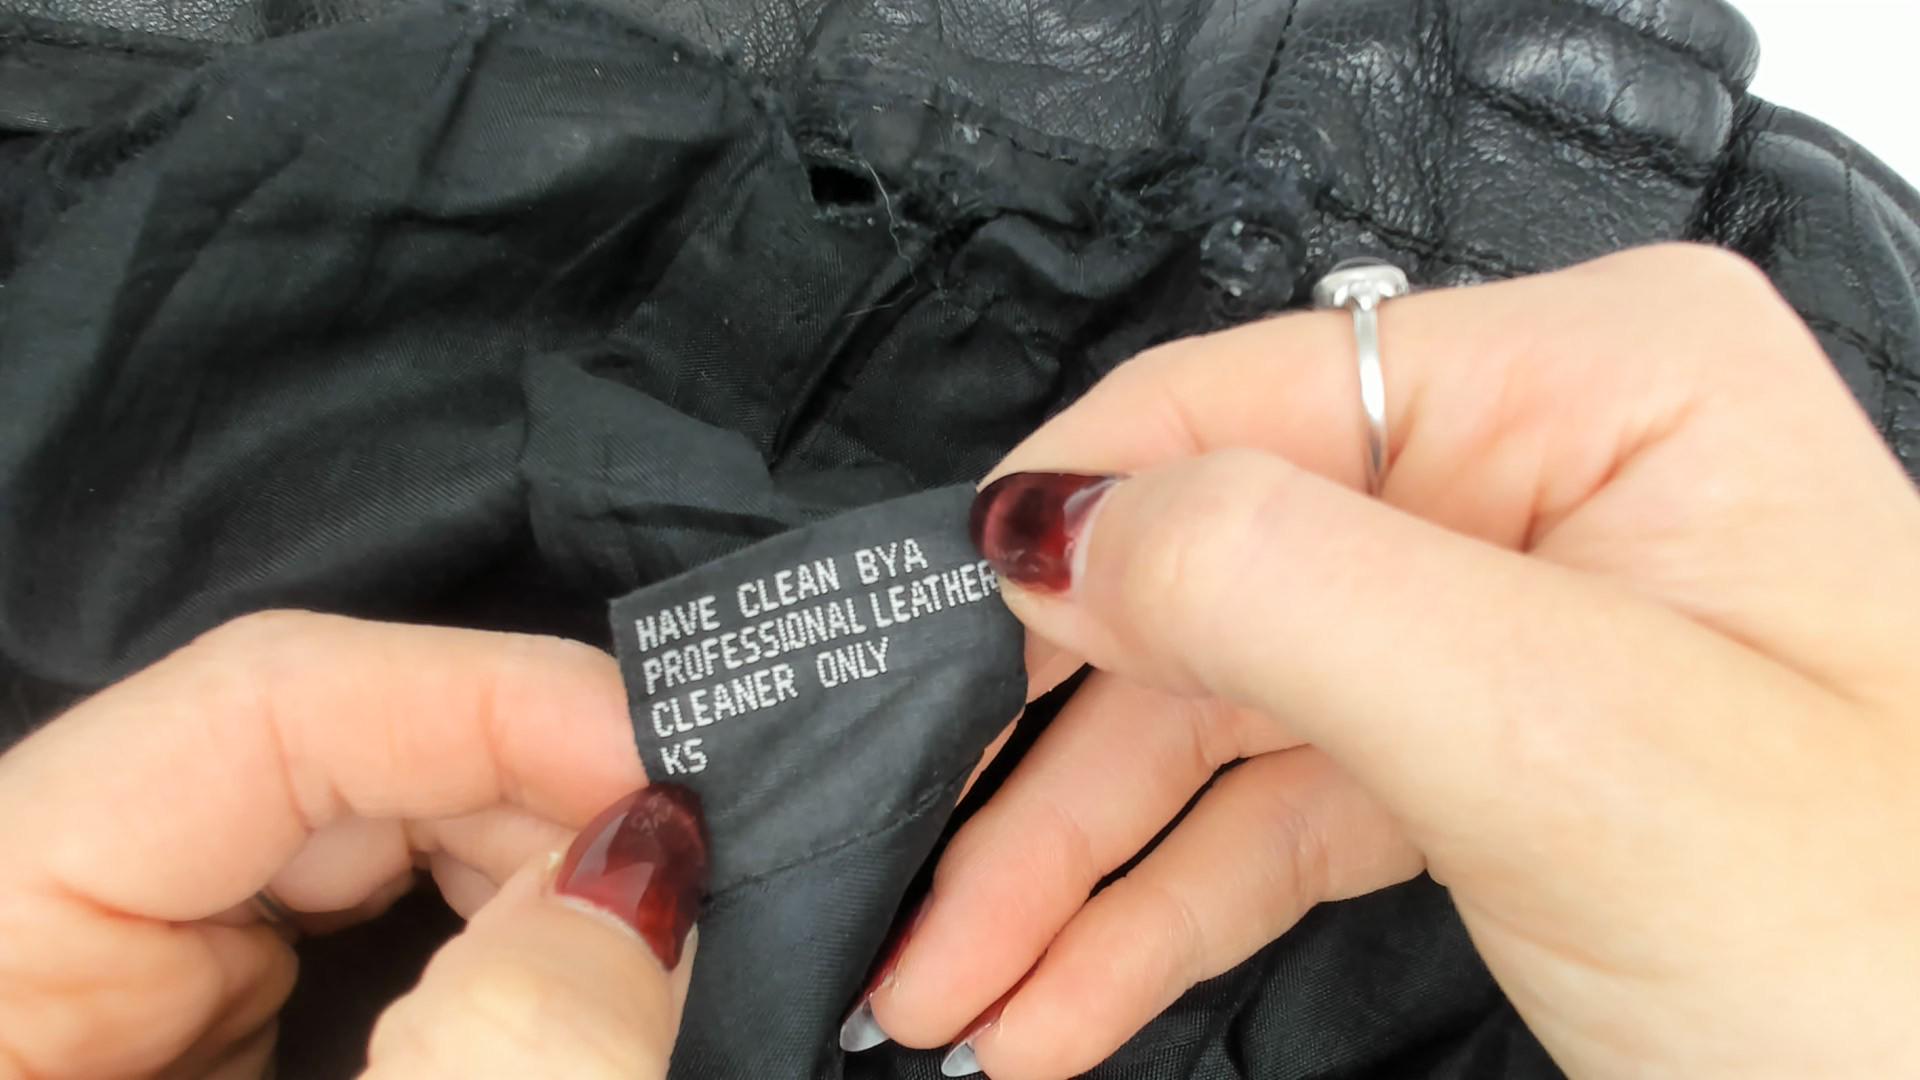 HAVE CLEAN BYA
PROFESSIONAL LEATHER
CLEANER ONLY
KS